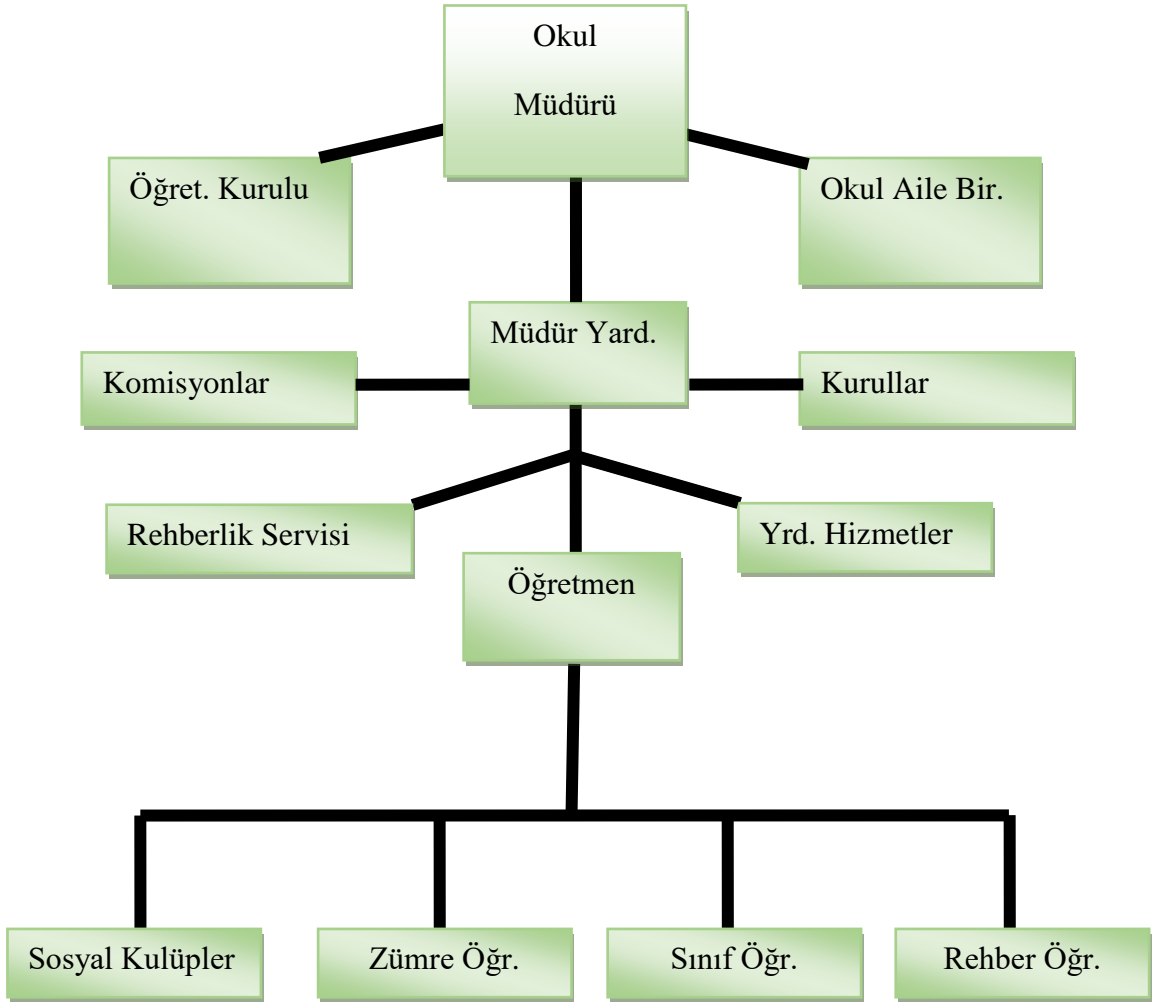 Okul
Müdürü
Öğret. Kurulu
Okul Aile Bir.
Müdür Yard.
Komisyonlar
Kurullar
Rehberlik Servisi
Yrd. Hizmetler
Öğretmen
Sosyal Kulüpler
Zümre Öğr.
Sınıf Öğr.
Rehber Öğr.